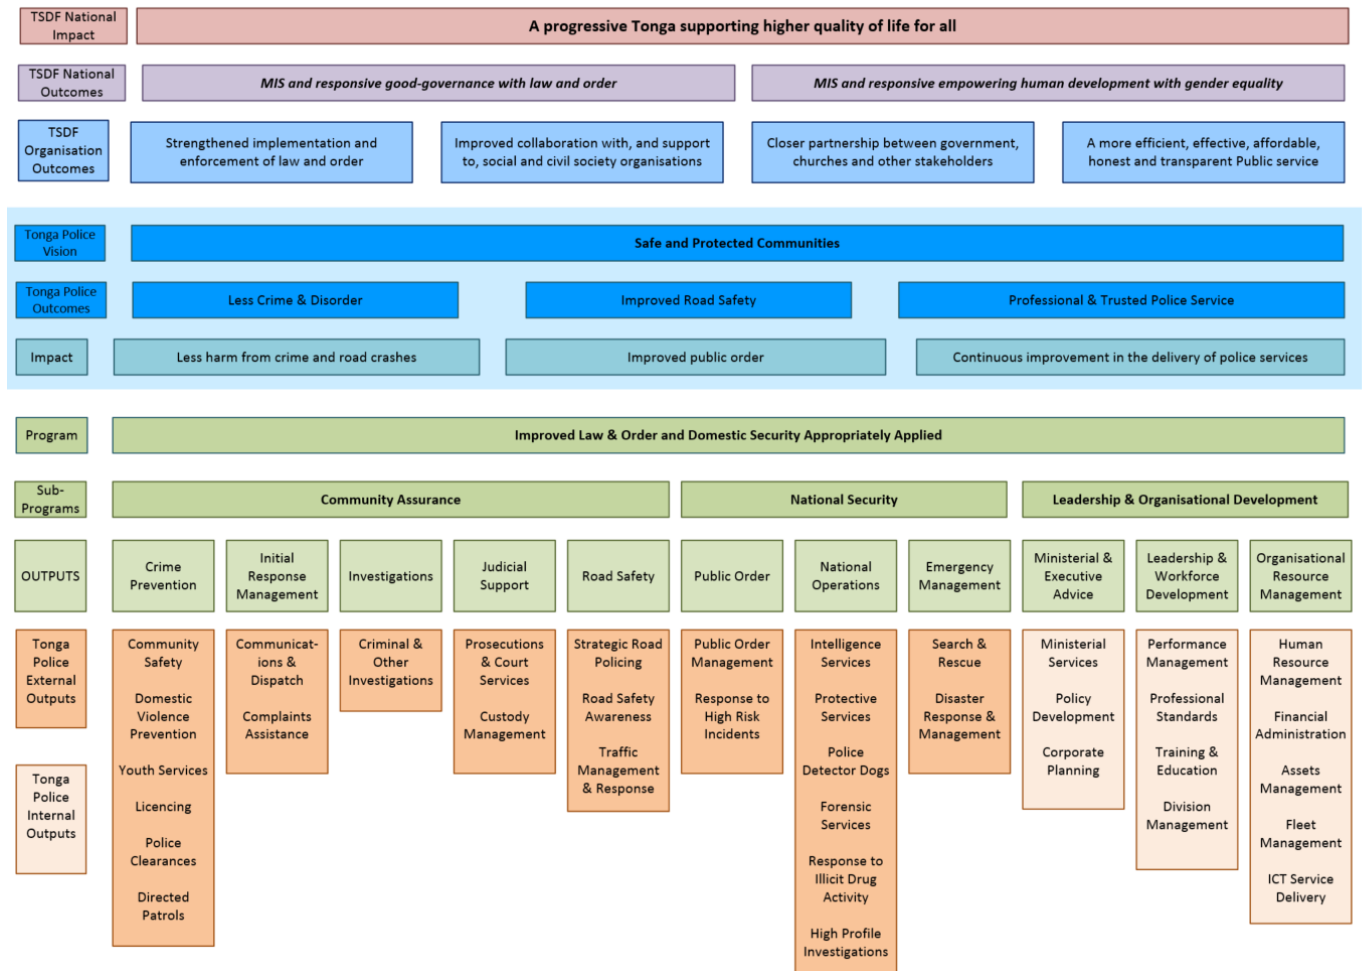 TSDF National
Impact
A progressive Tonga supporting higher quality of life for all
TSDF National
Outcomes
MIS and responsive good-governance with law and order
MIS and responsive empowering human development with gender equality
TSDF
Organisation
Outcomes
Strengthened implementation and
enforcement of law and order
Improved collaboration with, and support
to, social and civil society organisations
Closer partnership between government,
churches and other stakeholders
A more efficient, effective, affordable,
honest and transparent Public service
Tonga Police
Vision
Safe and Protected Communities
Tonga Police
Outcomes
Less Crime & Disorder
Improved Road Safety
Professional & Trusted Police Service
Impact
Less harm from crime and road crashes
Improved public order
Continuous improvement in the delivery of police services
Program
Improved Law & Order and Domestic Security Appropriately Applied
Sub-
Programs
Community Assurance
National Security
Leadership & Organisational Development
OUTPUTS
Crime
Prevention
Initial
Response
Management
Investigations
Judicial
Support
Road Safety
Public Order
National
Operations
Emergency
Management
Ministerial &
Executive
Advice
Leadership &
Workforce
Development
Organisational
Resource
Management
Tonga
Police
External
Outputs
Tonga
Police
Internal
Outputs
Community
Safety
Domestic
Violence
Prevention
Youth Services
Licencing
Police
Clearances
Directed
Patrols
Communicat-
ions &
Dispatch
Complaints
Assistance
Criminal &
Other
Investigations
Prosecutions
& Court
Services
Custody
Management
Strategic Road
Policing
Road Safety
Awareness
Traffic
Management
& Response
Public Order
Management
Response to
High Risk
Incidents
Intelligence
Services
Protective
Services
Police
Detector Dogs
Forensic
Services
Response to
Illicit Drug
Activity
High Profile
Investigations
Search &
Rescue
Disaster
Response &
Management
Ministerial
Services
Policy
Development
Corporate
Planning
Performance
Management
Professional
Standards
Training &
Education
Division
Management
Human
Resource
Management
Financial
Administration
Assets
Management
Fleet
Management
ICT Service
Delivery